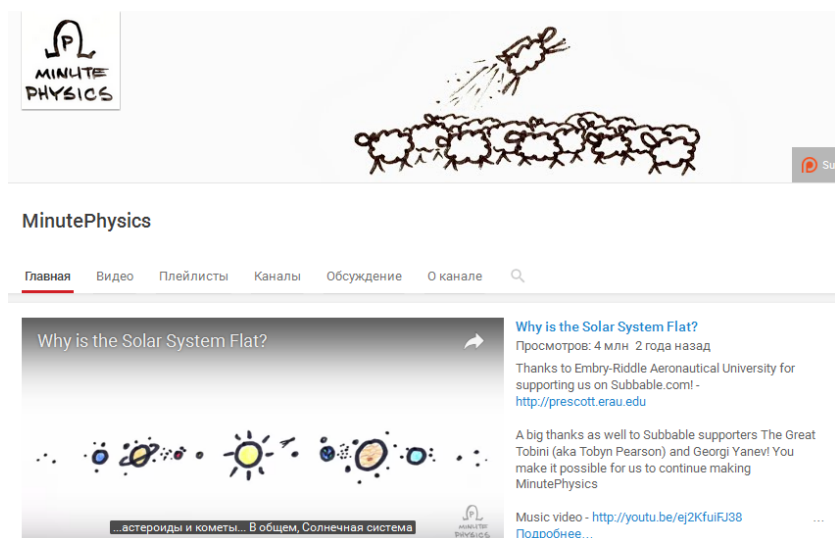 P
MINUTE
PHYSICS
Su
MinutePhysics
Главная Видео Плейлисты Каналы Обсуждение О канале
Why is the Solar System Flat?
...астероиды и кометы... В общем, Солнечная система
P
MINUTE
PHYSICS
Why is the Solar System Flat?
Просмотров: 4 млн 2 года назад
Thanks to Embry-Riddle Aeronautical University for
supporting us on Subbable.com! -
http://prescott.erau.edu
A big thanks as well to Subbable supporters The Great
Tobini (aka Tobyn Pearson) and Georgi Yanev! You
make it possible for us to continue making
MinutePhysics
Music video - http://youtu.be/ej2KfuiFJ38 ...
Подробнее...